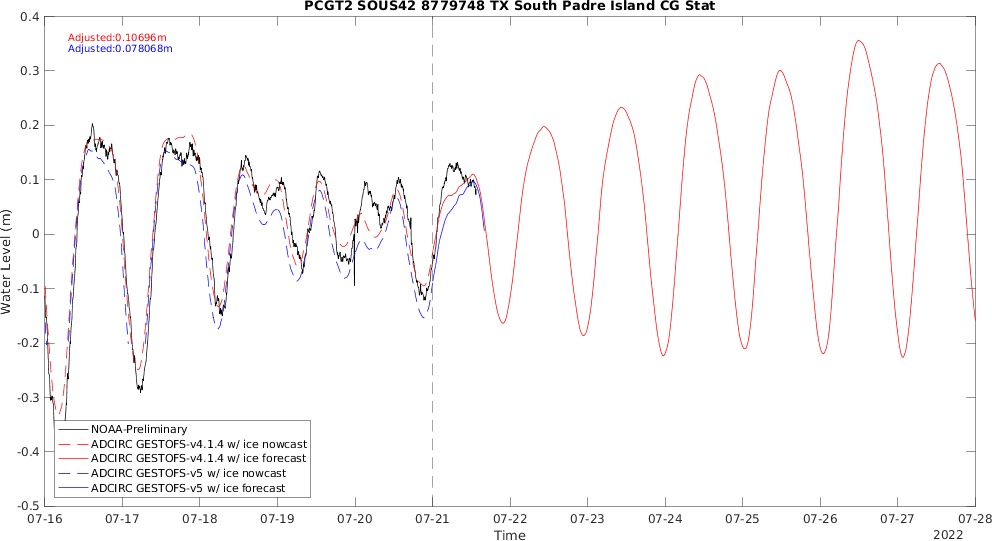 PCGT2 SOUS42 8779748 TX South Padre Island CG Stat
Adjusted:0.10696m
Adjusted:0.078068m
0.4
0.3
0.2
0.1
0
-0.1
-0.2
-0.3
-0.4
-0.5
Water Level (m)
NOAA-Preliminary
ADCIRC GESTOFS-v4.1.4 w/ ice nowcast
ADCIRC GESTOFS-v4.1.4 w/ ice forecast
ADCIRC GESTOFS-v5 w/ ice nowcast
ADCIRC GESTOFS-v5 w/ ice forecast
07-16 07-17 07-18 07-19 07-20 07-21 07-22 07-23 07-24 07-25 07-26 07-27 07-28
Time
2022